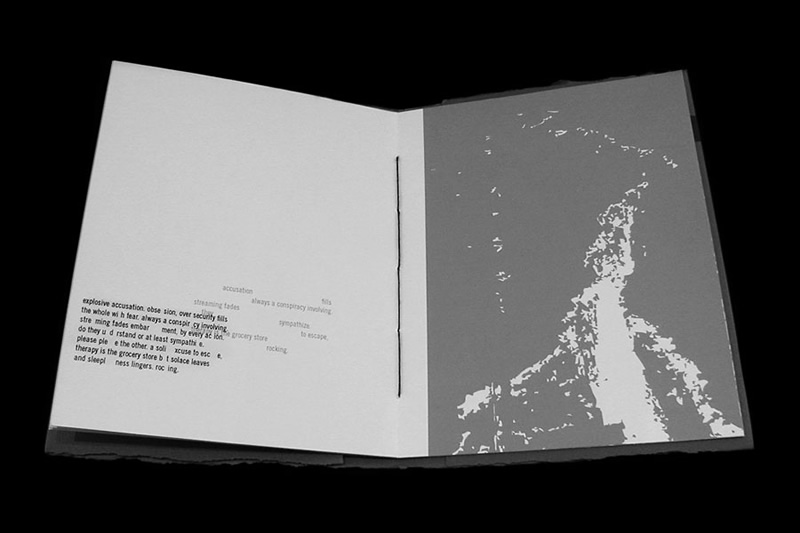 accusation fills
streaming fades always a conspiracy involving.
sympathize.
the grocery store to escape,
rocking.
explosive accusation. obse sion, over security fills
the whole wi h fear. always a conspir cy involving.
stre ming fades embar ment, by every ac ion.
do they u d rstand or at least sympathi e.
please ple e the other. a soli xcuse to esc e,
therapy is the grocery store b t solace leaves
and sleepl ness lingers. roc ing.